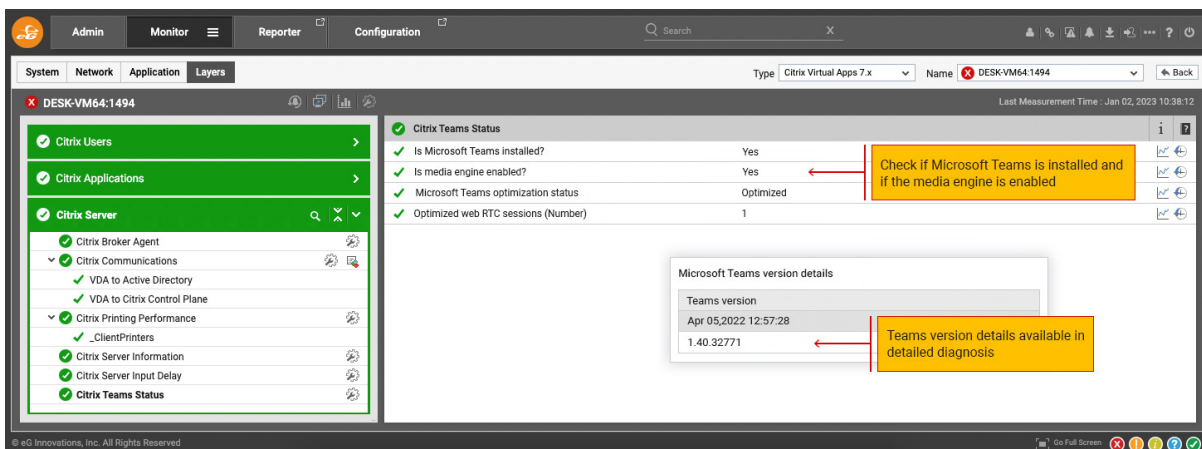 eG
Admin
Monitor
Reporter
Configuration
Search
X
?
System
Network
Application
Layers
Type
Citrix Virtual Apps 7.x
Name
DESK-VM64:1494
Back
DESK-VM64:1494
Last Measurement Time : Jan 02, 2023 10:38:12
Citrix Users
Citrix Applications
Citrix Server
Citrix Broker Agent
Citrix Communications
VDA to Active Directory
VDA to Citrix Control Plane
Citrix Printing Performance
_ClientPrinters
Citrix Server Information
Citrix Server Input Delay
Citrix Teams Status
Citrix Teams Status
i ?
Is Microsoft Teams installed? Yes
Is media engine enabled? Yes
Microsoft Teams optimization status Optimized
Optimized web RTC sessions (Number) 1
Check if Microsoft Teams is installed and
if the media engine is enabled
Microsoft Teams version details
Teams version
Apr 05,2022 12:57:28
1.40.32771
Teams version details available in
detailed diagnosis
© eG Innovations, Inc. All Rights Reserved
Go Full Screen